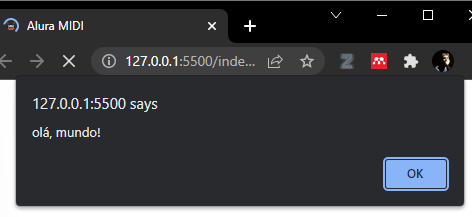 Alura MIDI
127.0.0.1:5500/inde...
127.0.0.1:5500 says
olá, mundo!
OK